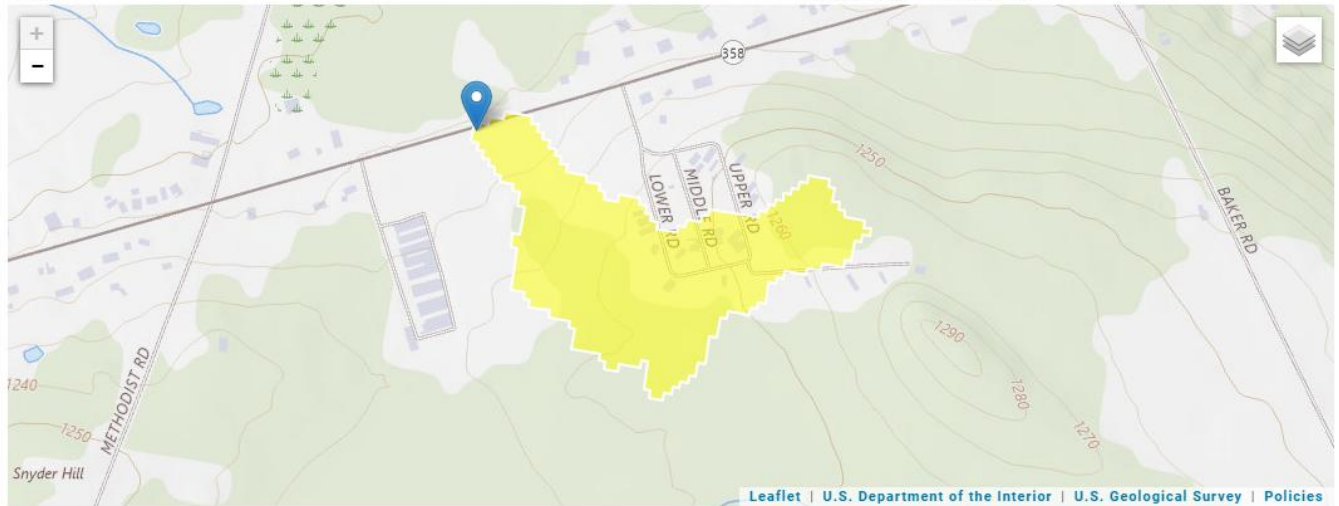 +
358
-
1250
LOWER RD
MIDDL RD
UPPER RD
1260
BAKER RD
1290
1240
METHODIST RD
1280
1250
1270
Snyder Hill
Leaflet | U.S. Department of the Interior | U.S. Geological Survey | Policies